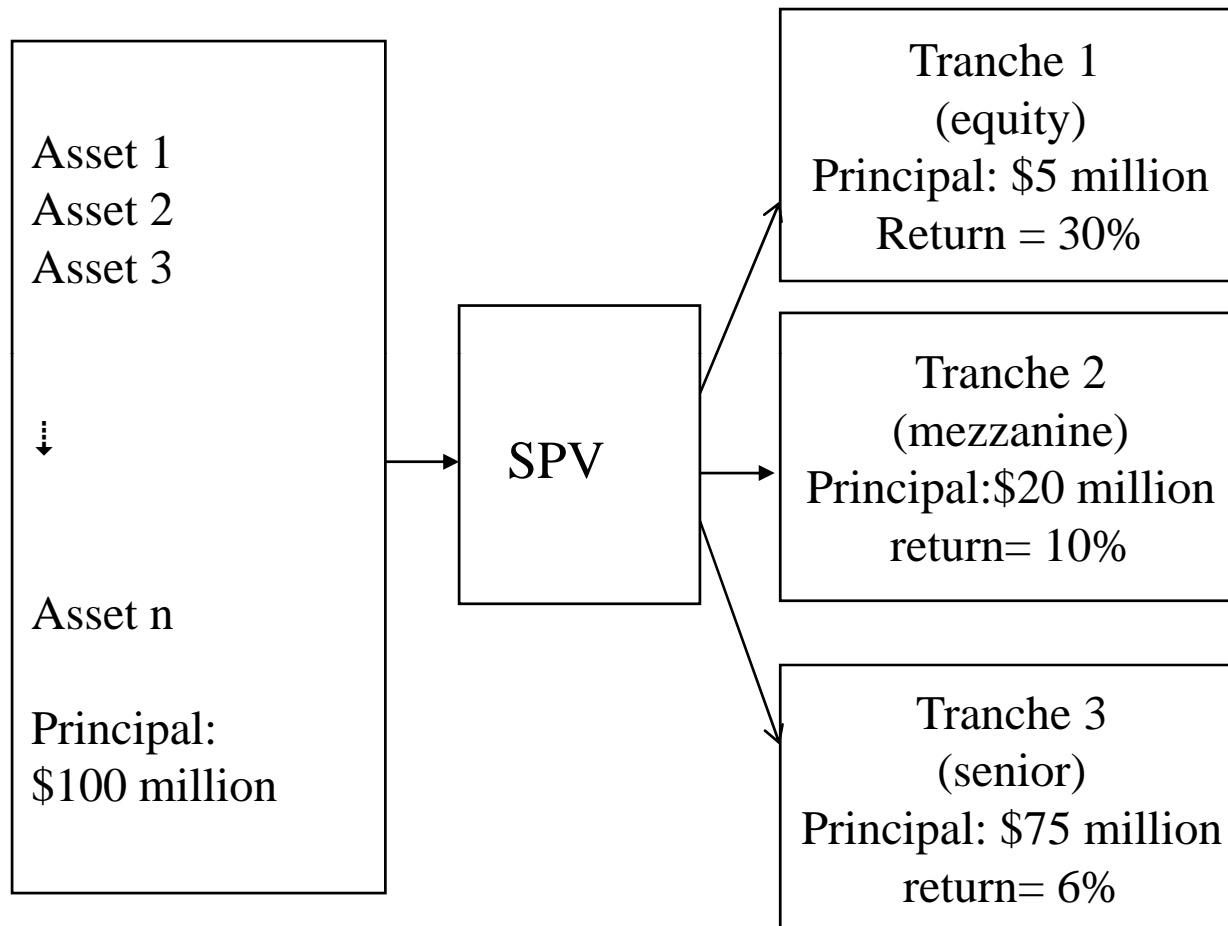 Asset 1
Asset 2
Asset 3
Asset n
Principal:
$100 million
SPV
Tranche 1
(equity)
Principal: $5 million
Return = 30%
Tranche 2
(mezzanine)
Principal:$20 million
return= 10%
Tranche 3
(senior)
Principal: $75 million
return= 6%